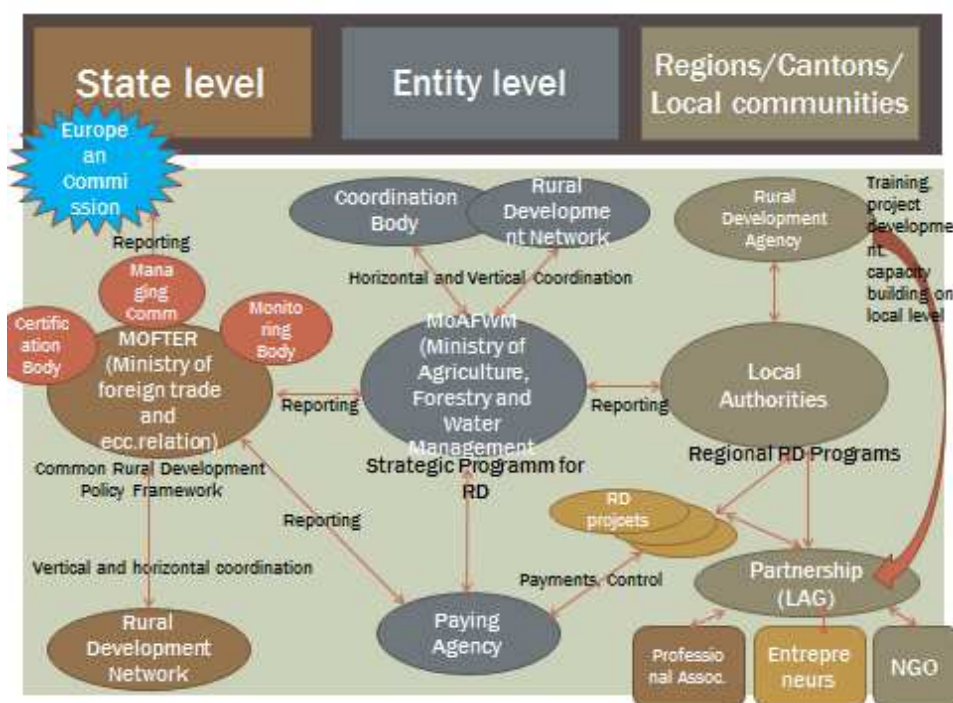 State level
Entity level
Regions/Cantons/
Local communities
Europe
an
Commi
ssion
Reporting
Mana
ging
Comm
Certific
ation
Body
Monito
ring
Body
MOFTER
(Ministry of
foreign trade
and
ecc.relation)
Common Rural Development
Policy Framework
Vertical and horizontal coordination
Rural
Development
Network
Reporting
Reporting
Coordination
Body
Rural
Developme
nt Network
Horizontal and Vertical Coordination
MoAFWM
(Ministry of
Agriculture,
Forestry and
Water
Management
Strategic Programm for
RD
Paying
Agency
Reporting
Payments, Control
RD
projcets
Rural
Development
Agency
Training,
project
developme
nt,
capacity
building on
local level
Local
Authorities
Regional RD Programs
Partnership
(LAG)
Professio
nal Assoc.
Entrepre
neurs
NGO